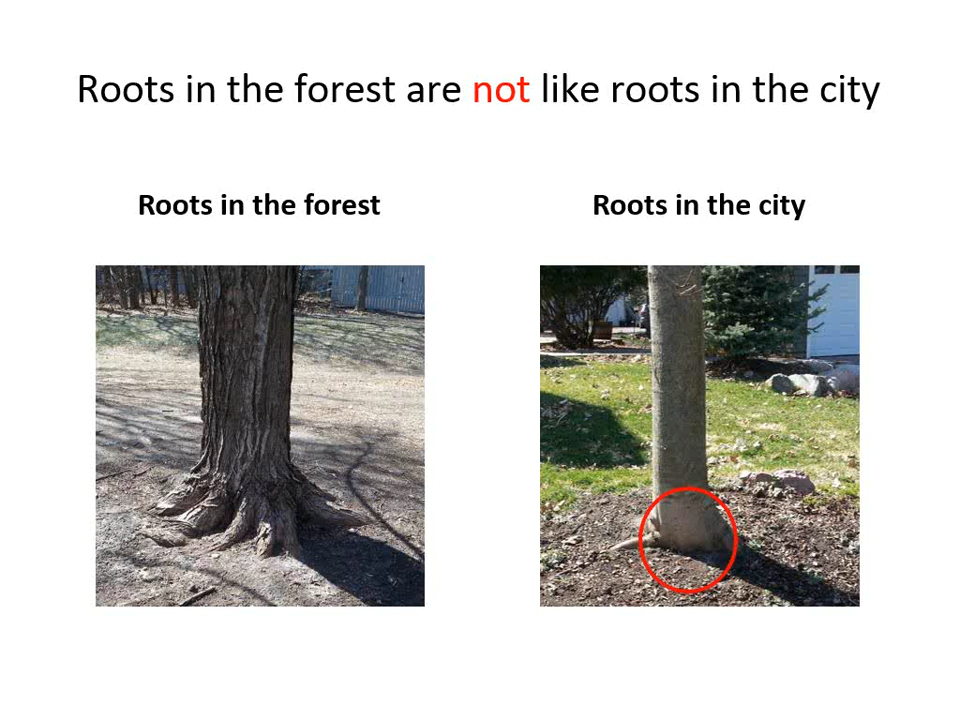 Roots in the forest are not like roots in the city
Roots in the forest
Roots in the city